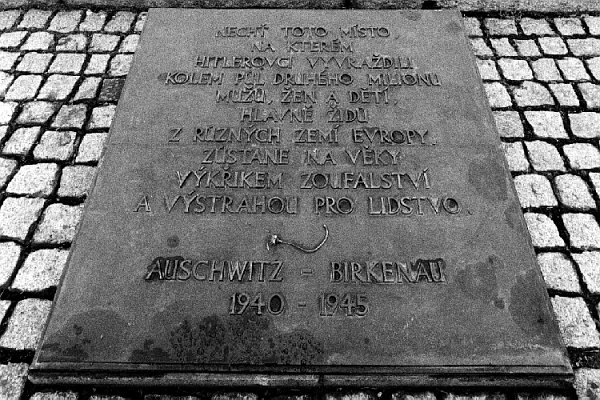 NECHŤ TOTO MÍSTO,
NA KTERÉM
HITLEROVCI VYVRAŽDILI
KOLEM PŮL DRUHÉHO MILIONU
MUŽŮ, ŽEN A DĚTÍ,
HLAVNĚ ŽIDŮ
Z RŮZNÝCH ZEMÍ EVROPY,
ZŮSTANE NA VĚKY
VÝKŘIKEM ZOUFALSTVÍ
A VÝSTRAHOU PRO LIDSTVO.
AUSCHWITZ - BIRKENAU
1940 - 1945